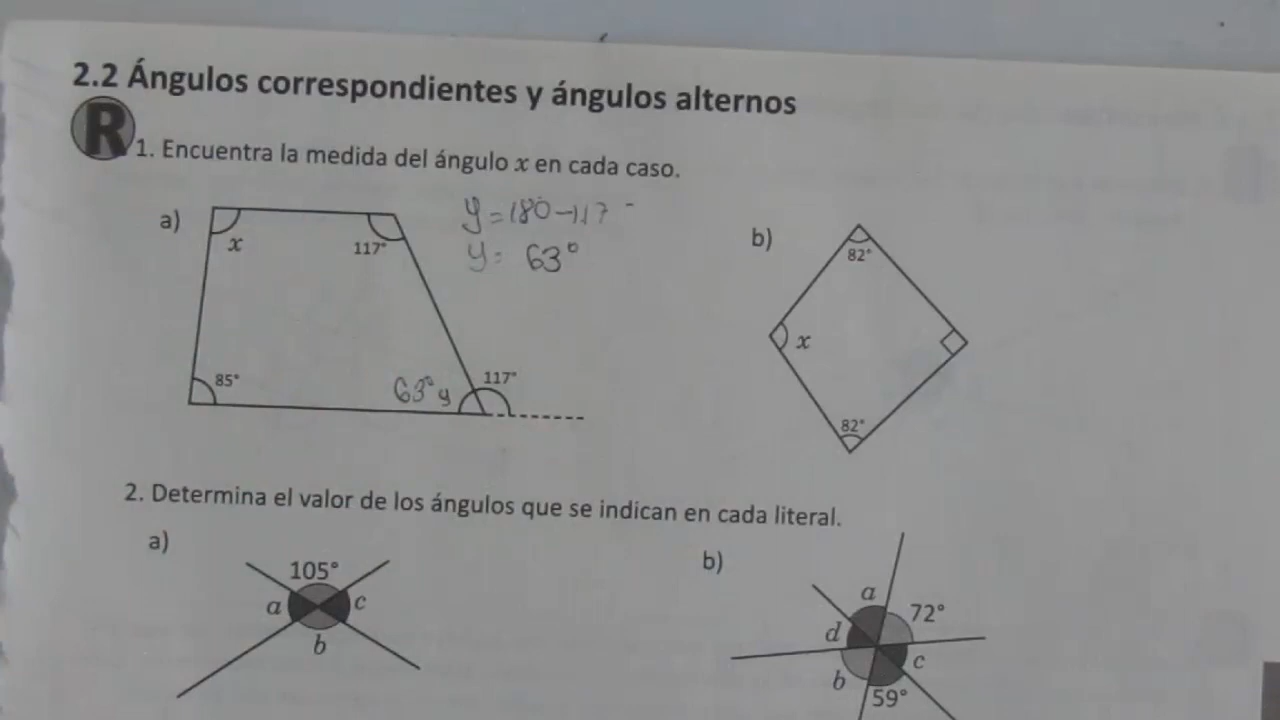 2.2 Ángulos correspondientes y ángulos alternos
R
1. Encuentra la medida del ángulo x en cada caso.
a)
x
117°
85°
63° y
117°
y = 180 - 117
y = 63°
b)
82°
x
82°
2. Determina el valor de los ángulos que se indican en cada literal.
a)
105°
a
c
b
b)
a
72°
d
c
b
59°